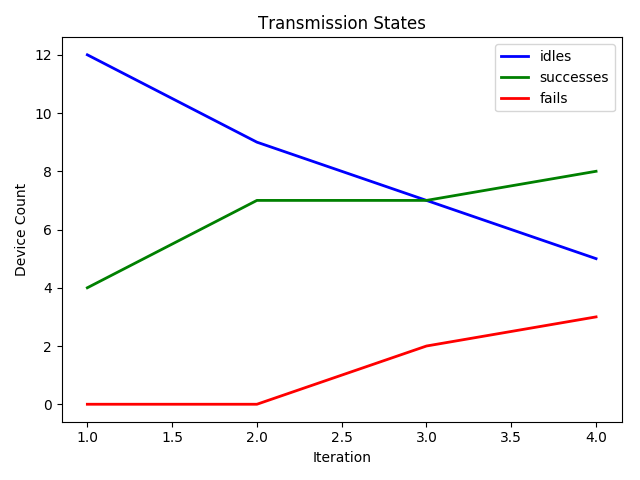 Transmission States
idles
successes
fails
Device Count
12
10
8
6
4
2
0
1.0 1.5 2.0 2.5 3.0 3.5 4.0
Iteration